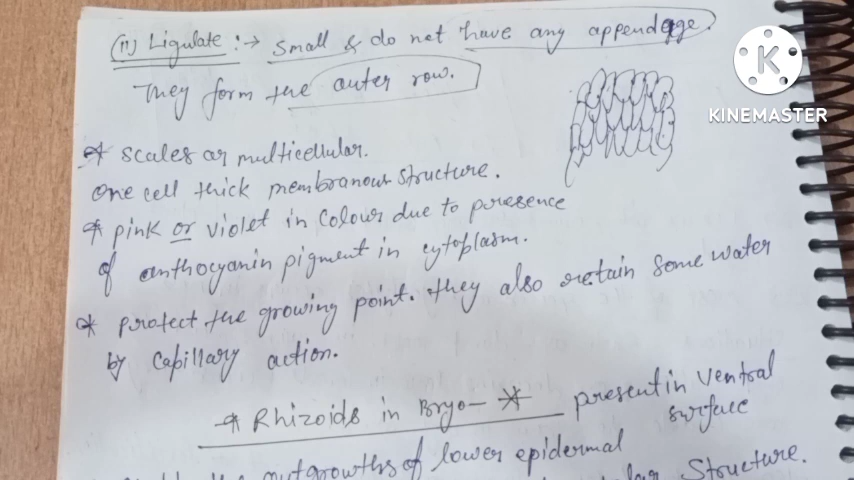 (ii) Ligulate :→ Small & do not have any appendage.
They form the outer row.
KINEMASTER
* scales are multicellular.
one cell thick membranous structure.
* pink or violet in colour due to presence
of anthocyanin pigment in cytoplasm.
* protect the growing point. they also retain some water
by capillary action.
* Rhizoids in Bryo- * present in ventral
surface
outgrowths of lower epidermal
Structure.